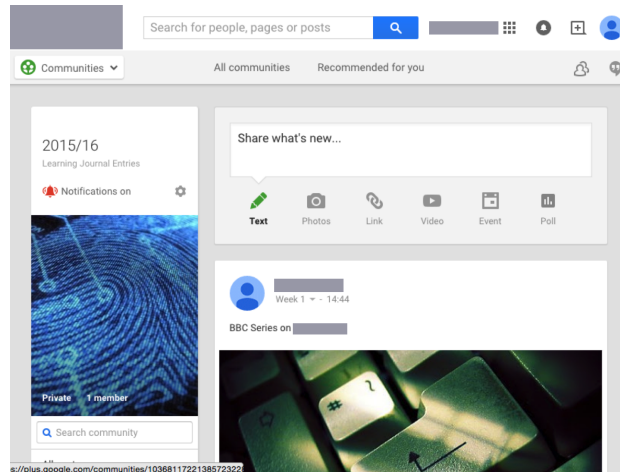 Search for people, pages or posts
Communities
All communities
Recommended for you
2015/16
Learning Journal Entries
Notifications on
Private 1 member
Search community
Share what's new...
Text Photos Link Video Event Poll
Week 1 - 14:44
BBC Series on
#
s://plus.google.com/communities/1036811722138572322